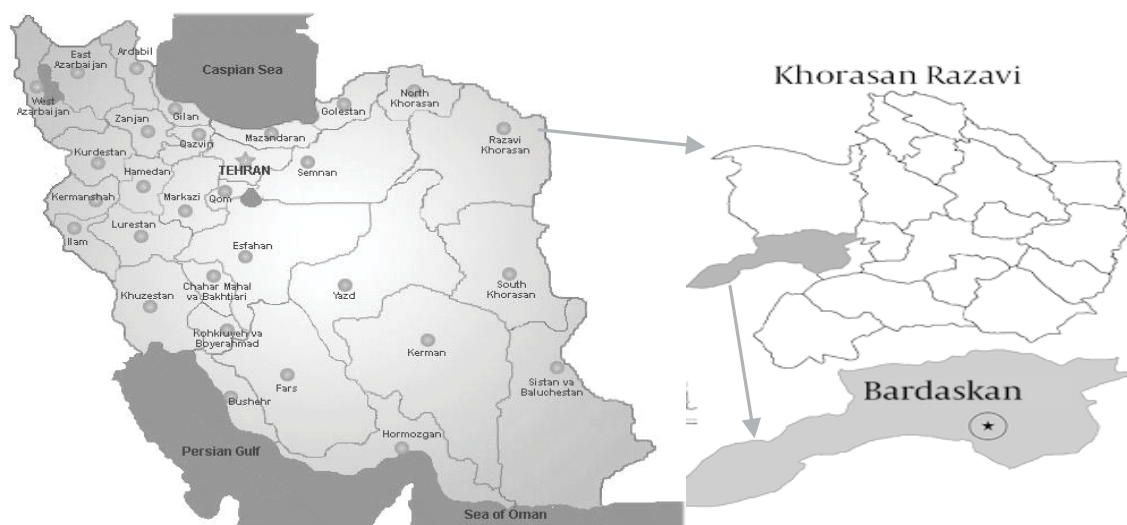 Caspian Sea
East
Azarbaijan
Ardabil
West
Azarbaijan
Gilan
Zanjan
Qazvin
Mazandaran
Golestan
North
Khorasan
Razavi
Khorasan
Kurdestan
Hamedan
TEHRAN
Semnan
Kermanshah
Markazi
Qom
Ilam
Lurestan
Esfahan
Khuzestan
Chahar Mahal
va Bakhtiari
Yazd
South
Khorasan
Kohkiluyeh va
Boyerahmad
Kerman
Fars
Sistan va
Baluchestan
Bushehr
Hormozgan
Persian Gulf
Sea of Oman
Khorasan Razavi
Bardaskan